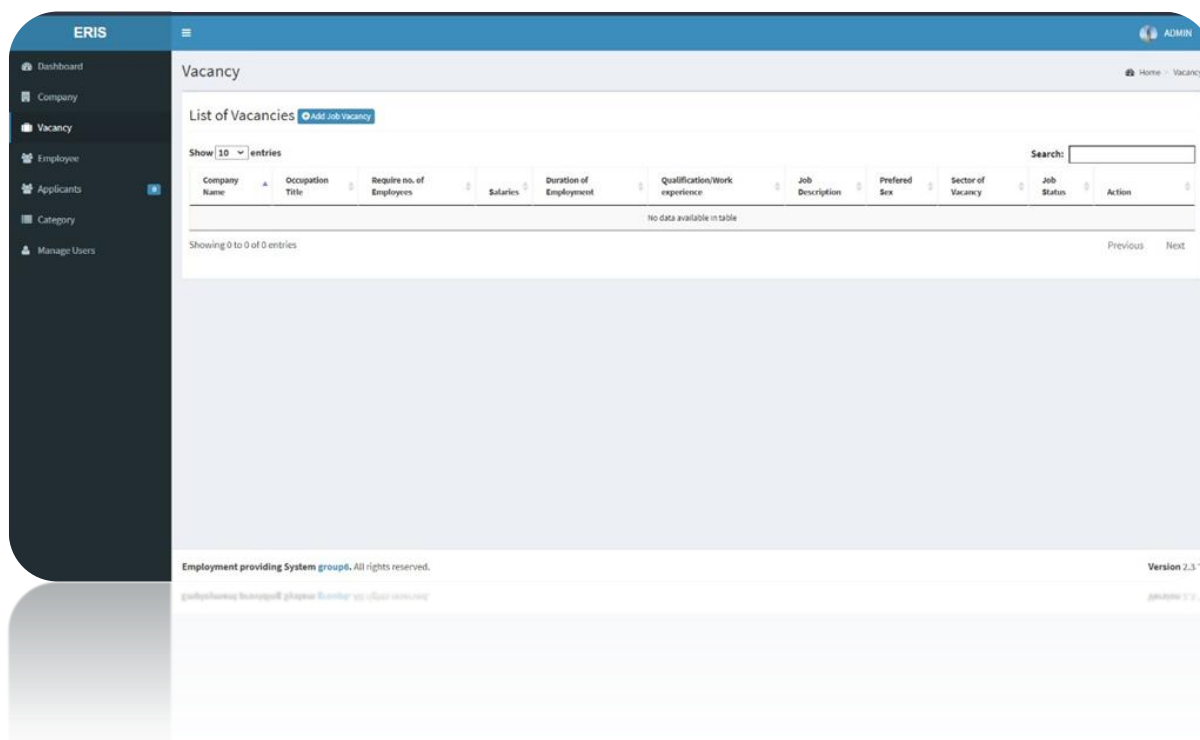 ERIS
ADMIN
Dashboard
Company
Vacancy
Employee
Applicants 0
Category
Manage Users
Vacancy
Home > Vacancy
List of Vacancies Add Job Vacancy
Show 10 entries
Search:
Company Name
Occupation Title
Require no. of Employees
Salaries
Duration of Employment
Qualification/Work experience
Job Description
Prefered Sex
Sector of Vacancy
Job Status
Action
No data available in table
Showing 0 to 0 of 0 entries
Previous Next
Employment providing System group6. All rights reserved.
Version 2.3